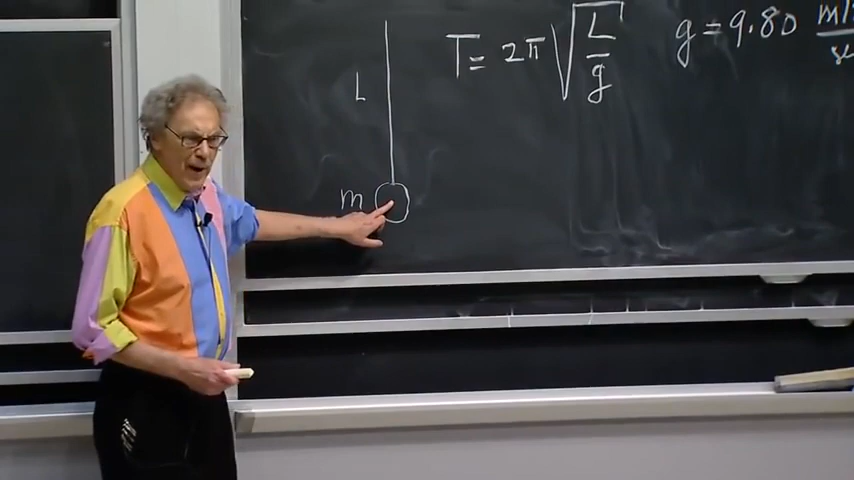 T = 2π √(L/g)
g = 9.80
L
m